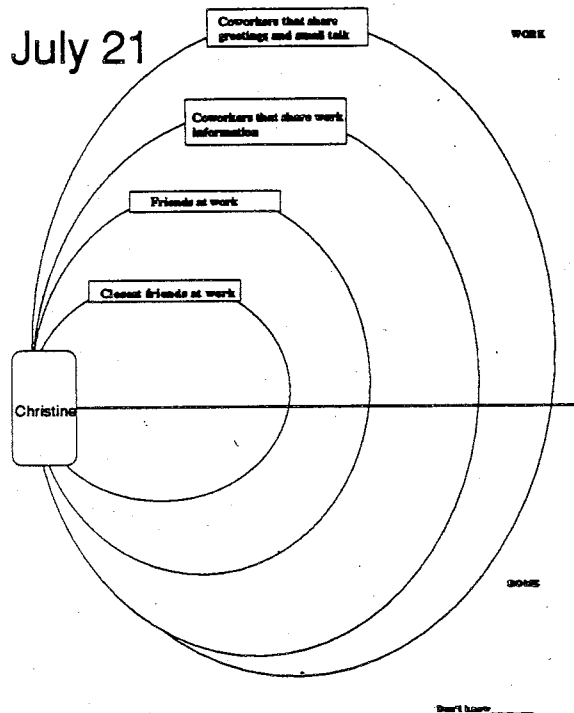 July 21
Coworkers that share
greetings and small talk
WORK
Coworkers that share work
information
Friends at work
Closest friends at work
Christine
HOME
Don't know